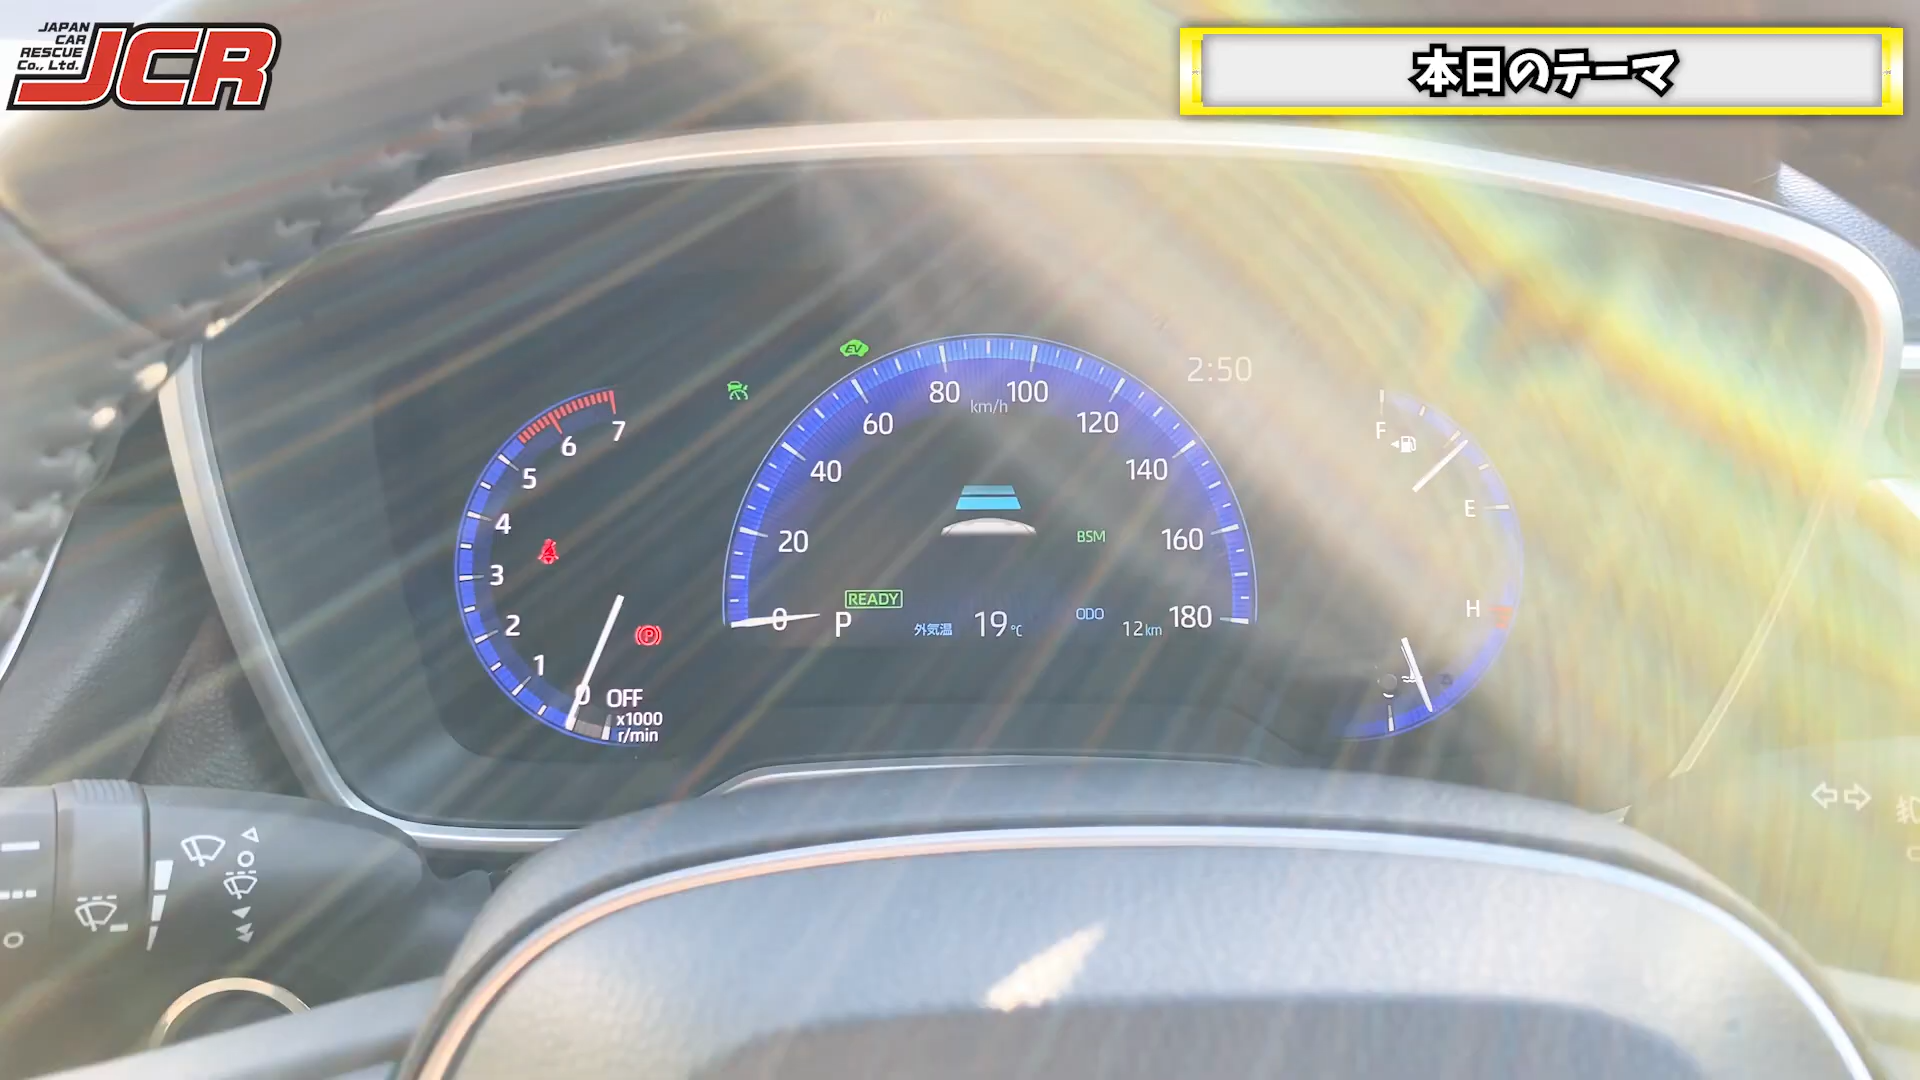 JAPAN
CAR
RESCUE
Co., Ltd.
JCR
本日のテーマ
EV
2:50
80
100
km/h
60
120
40
140
20
160
0
180
7
6
5
4
3
2
1
0
OFF
x1000
r/min
P
READY
外気温
19℃
BSM
ODO
12km
F
E
H
C